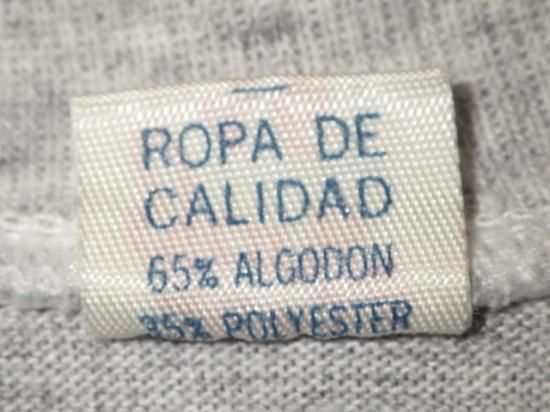 ROPA DE
CALIDAD
65% ALGODON
35% POLYESTER